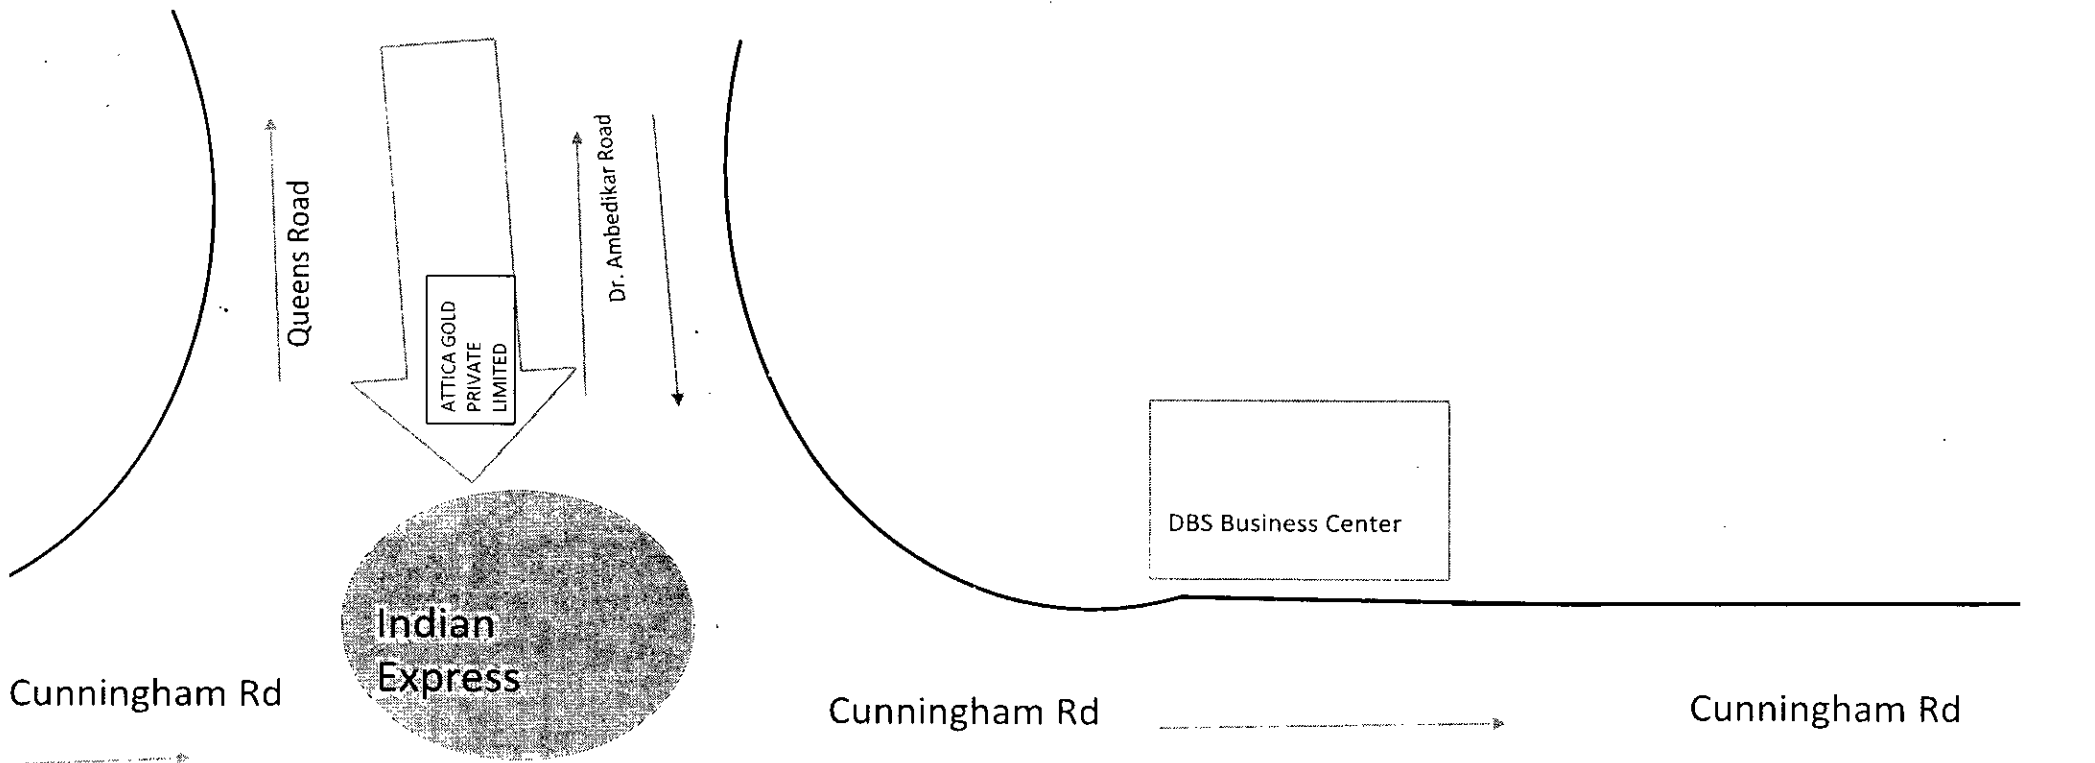 Queens Road
ATTICA GOLD
PRIVATE
LIMITED
Dr. Ambedikar Road
DBS Business Center
Indian
Express
Cunningham Rd
Cunningham Rd
Cunningham Rd